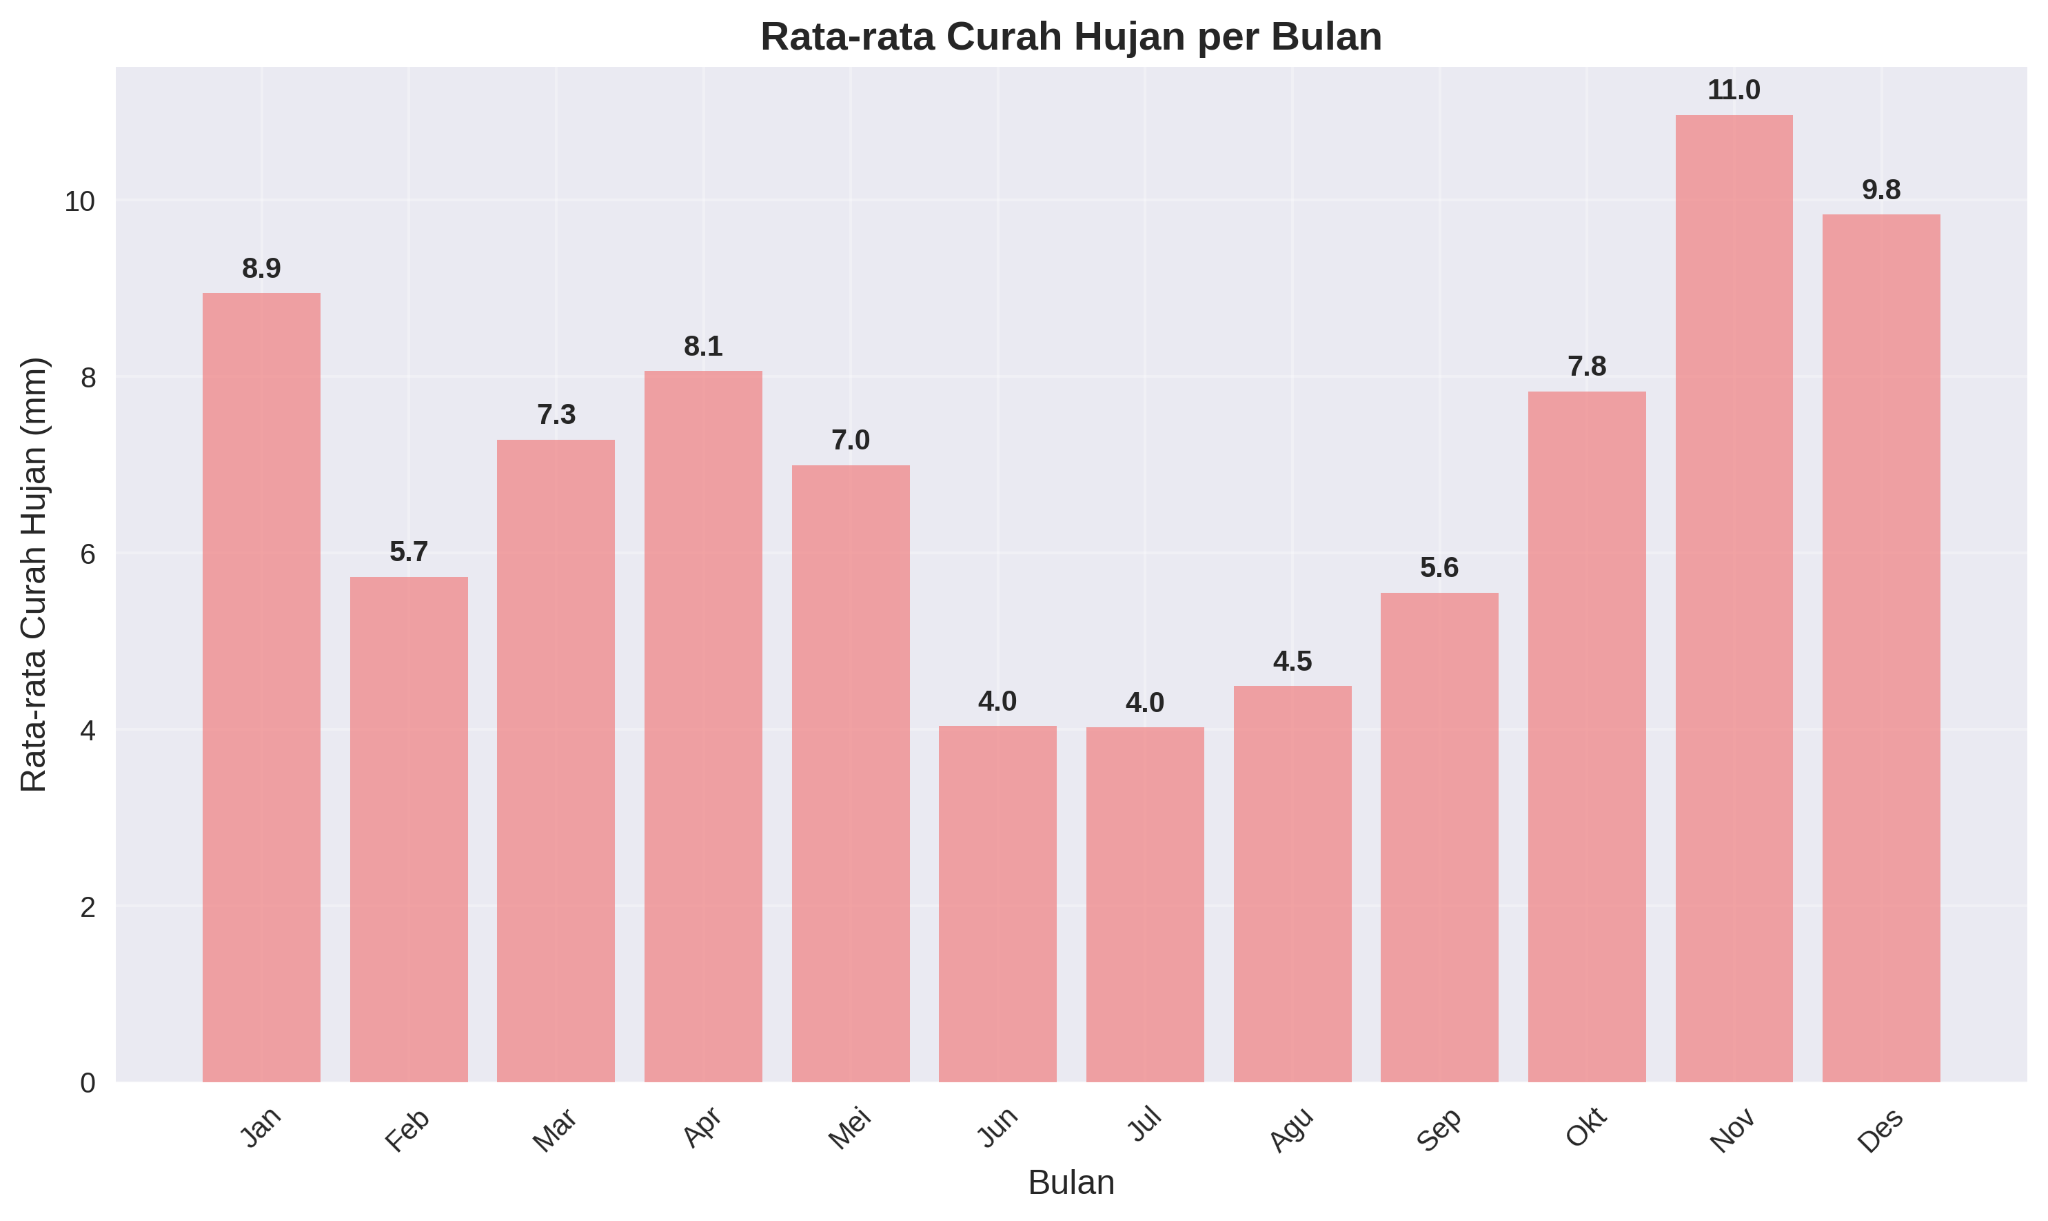 Rata-rata Curah Hujan per Bulan
Rata-rata Curah Hujan (mm)
10
8
6
4
2
0
8.9
5.7
7.3
8.1
7.0
4.0
4.0
4.5
5.6
7.8
11.0
9.8
Jan
Feb
Mar
Apr
Mei
Jun
Jul
Agu
Sep
Okt
Nov
Des
Bulan